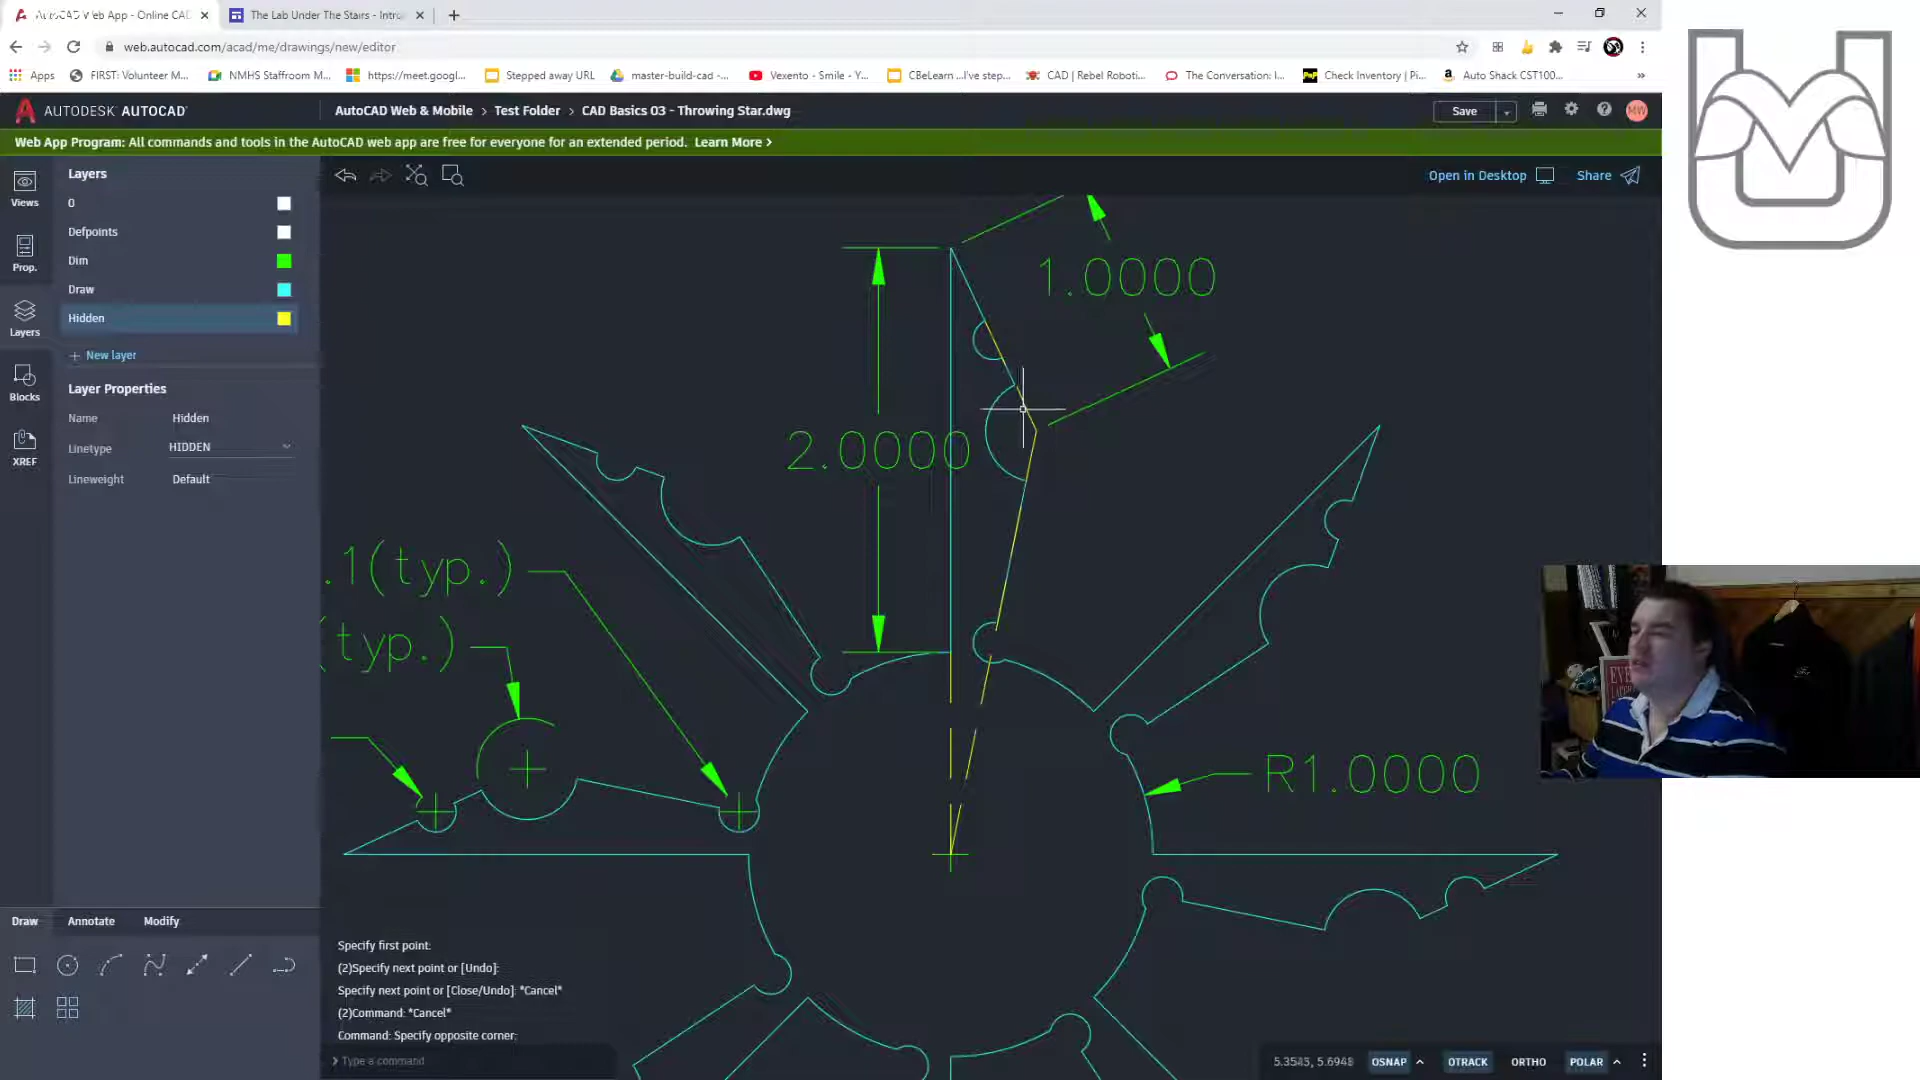 AutoCAD Web App - Online CAD
The Lab Under The Stairs - Introd
web.autocad.com/acad/me/drawings/new/editor
Apps
FIRST: Volunteer M...
NMHS Staffroom M...
https://meet.googl...
Stepped away URL
master-build-cad -...
Vexento - Smile - Y...
CBeLearn ...I've step...
CAD | Rebel Roboti...
The Conversation: I...
Check Inventory | Pi...
Auto Shack CST100...
»
AUTODESK AUTOCAD
AutoCAD Web & Mobile > Test Folder > CAD Basics 03 - Throwing Star.dwg
Save
MW
Web App Program: All commands and tools in the AutoCAD web app are free for everyone for an extended period. Learn More >
Views
Prop.
Layers
Blocks
XREF
Layers
0
Defpoints
Dim
Draw
Hidden
+ New layer
Layer Properties
Name Hidden
Linetype HIDDEN
Lineweight Default
Open in Desktop
Share
1.0000
2.0000
.1(typ.)
(typ.)
R1.0000
Draw Annotate Modify
Specify first point:
(2)Specify next point or [Undo]:
Specify next point or [Close/Undo]: *Cancel*
(2)Command: *Cancel*
Command: Specify opposite corner:
Type a command
5.3543, 5.6948 OSNAP OTRACK ORTHO POLAR